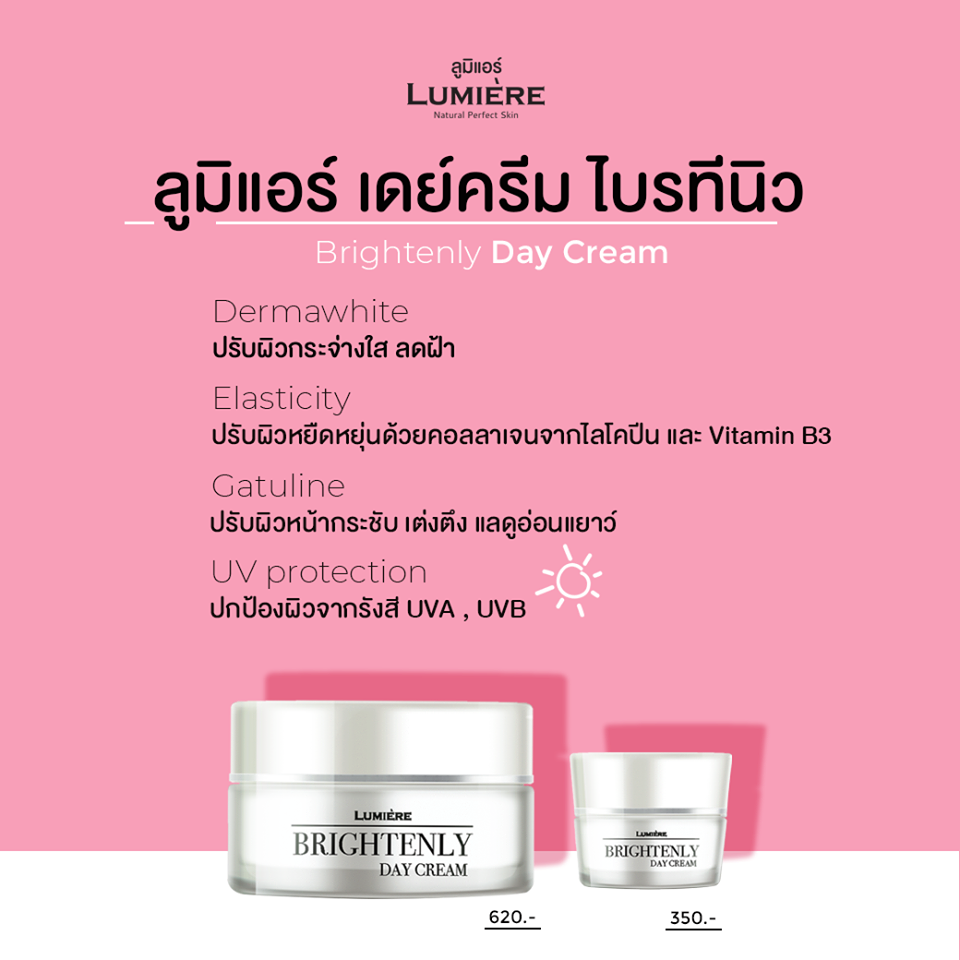 ลูมิแอร์
LUMIÈRE
Natural Perfect Skin
ลูมิแอร์ เดย์ครีม ไบรทีนิว
Brightenly Day Cream
Dermawhite
ปรับผิวกระจ่างใส ลดฝ้า
Elasticity
ปรับผิวหยืดหยุ่นด้วยคอลลาเจนจากไลโคปีน และ Vitamin B3
Gatuline
ปรับผิวหน้ากระชับ เต่งตึง แลดูอ่อนแยาว์
UV protection
ปกป้องผิวจากรังสี UVA , UVB
LUMIÈRE
BRIGHTENLY
DAY CREAM
LUMIÈRE
BRIGHTENLY
DAY CREAM
620.-
350.-